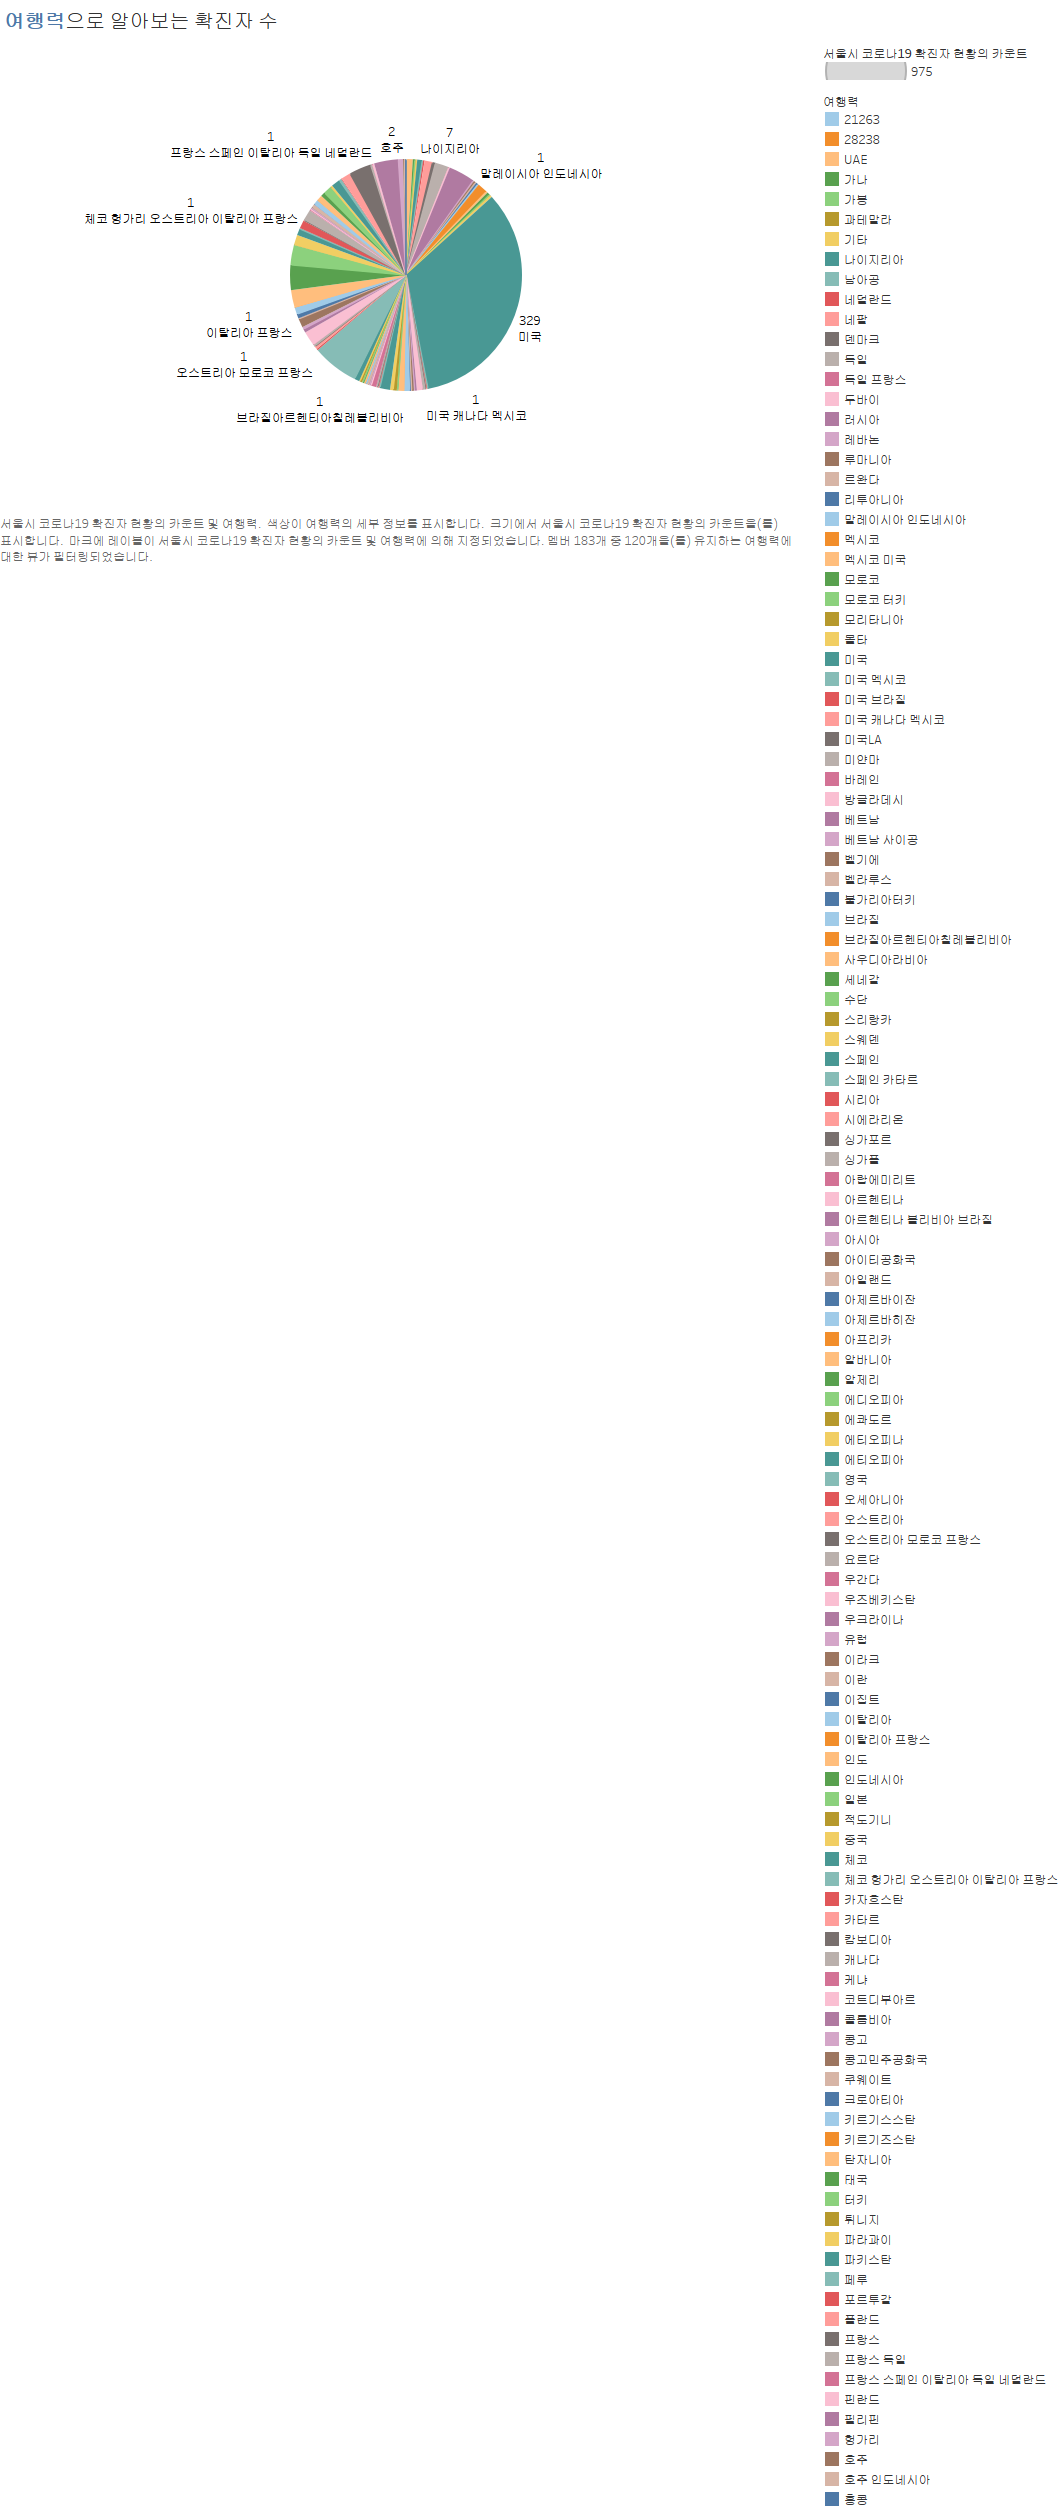 여행력으로 알아보는 확진자 수
서울시 코로나19 확진자 현황의 카운트
975
1
프랑스 스페인 이탈리아 독일 네덜란드
2
호주
7
나이지리아
1
말레이시아 인도네시아
1
체코 헝가리 오스트리아 이탈리아 프랑스
1
이탈리아 프랑스
329
미국
1
오스트리아 모로코 프랑스
1
브라질아르헨티아칠레볼리비아
1
미국 캐나다 멕시코
서울시 코로나19 확진자 현황의 카운트 및 여행력. 색상이 여행력의 세부 정보를 표시합니다. 크기에서 서울시 코로나19 확진자 현황의 카운트을(를)
표시합니다. 마크에 레이블이 서울시 코로나19 확진자 현황의 카운트 및 여행력에 의해 지정되었습니다. 멤버 183개 중 120개을(를) 유지하는 여행력에
대한 뷰가 필터링되었습니다.
여행력
21263
28238
UAE
가나
가봉
과테말라
기타
나이지리아
남아공
네덜란드
네팔
덴마크
독일
독일 프랑스
두바이
러시아
레바논
루마니아
르완다
리투아니아
말레이시아 인도네시아
멕시코
멕시코 미국
모로코
모로코 터키
모리타니아
몰타
미국
미국 멕시코
미국 브라질
미국 캐나다 멕시코
미국LA
미얀마
바레인
방글라데시
베트남
베트남 사이공
벨기에
벨라루스
불가리아터키
브라질
브라질아르헨티아칠레볼리비아
사우디아라비아
세네갈
수단
스리랑카
스웨덴
스페인
스페인 카타르
시리아
시에라리온
싱가포르
싱가폴
아랍에미리트
아르헨티나
아르헨티나 볼리비아 브라질
아시아
아이티공화국
아일랜드
아제르바이잔
아제르바히잔
아프리카
알바니아
알제리
에디오피아
에콰도르
에티오피나
에티오피아
영국
오세아니아
오스트리아
오스트리아 모로코 프랑스
요르단
우간다
우즈베키스탄
우크라이나
유럽
이라크
이란
이집트
이탈리아
이탈리아 프랑스
인도
인도네시아
일본
적도기니
중국
체코
체코 헝가리 오스트리아 이탈리아 프랑스
카자흐스탄
카타르
캄보디아
캐나다
케냐
코트디부아르
콜롬비아
콩고
콩고민주공화국
쿠웨이트
크로아티아
키르기스스탄
키르기즈스탄
탄자니아
태국
터키
튀니지
파라과이
파키스탄
페루
포르투갈
폴란드
프랑스
프랑스 독일
프랑스 스페인 이탈리아 독일 네덜란드
핀란드
필리핀
헝가리
호주
호주 인도네시아
홍콩